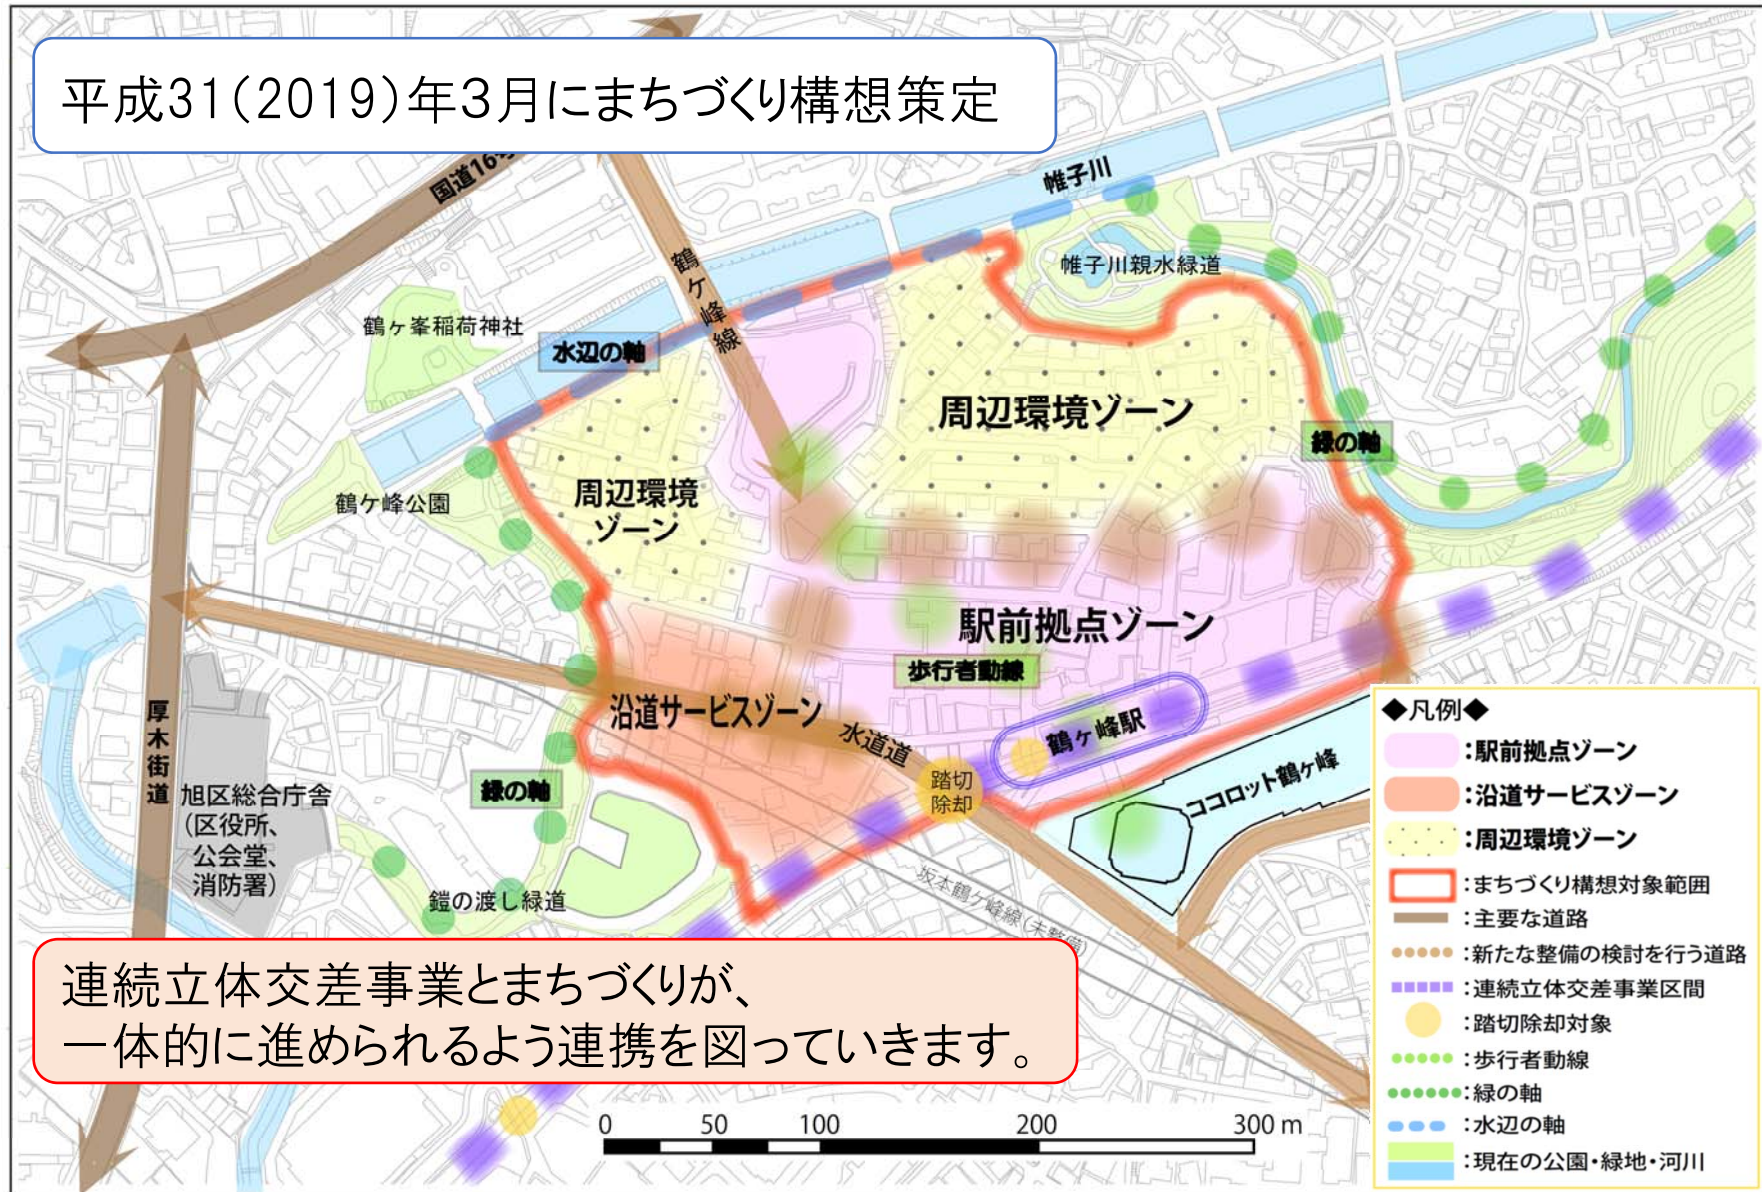 平成31（2019）年3月にまちづくり構想策定
国道16号
帷子川
鶴ケ峰線
帷子川親水緑道
鶴ヶ峯稲荷神社
水辺の軸
周辺環境ゾーン
緑の軸
鶴ケ峰公園
周辺環境
ゾーン
駅前拠点ゾーン
歩行者動線
沿道サービスゾーン
水道道
鶴ヶ峰駅
踏切
除却
ココロット鶴ヶ峰
厚木街道
緑の軸
旭区総合庁舎
（区役所、
公会堂、
消防署）
鎧の渡し緑道
坂本鶴ケ峰線（未整備）
連続立体交差事業とまちづくりが、
一体的に進められるよう連携を図っていきます。
0 50 100 200 300 m
◆凡例◆
：駅前拠点ゾーン
：沿道サービスゾーン
：周辺環境ゾーン
：まちづくり構想対象範囲
：主要な道路
：新たな整備の検討を行う道路
：連続立体交差事業区間
：踏切除却対象
：歩行者動線
：緑の軸
：水辺の軸
：現在の公園・緑地・河川